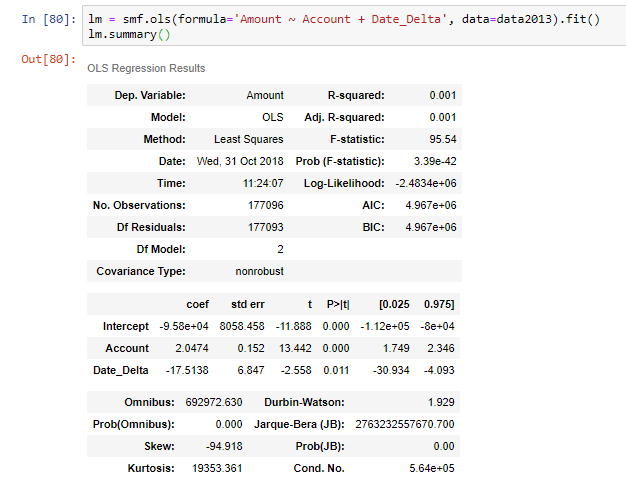 In [80]: lm = smf.ols(formula='Amount ~ Account + Date_Delta', data=data2013).fit()
lm.summary()
Out[80]: OLS Regression Results
Dep. Variable: Amount R-squared: 0.001
Model: OLS Adj. R-squared: 0.001
Method: Least Squares F-statistic: 95.54
Date: Wed, 31 Oct 2018 Prob (F-statistic): 3.39e-42
Time: 11:24:07 Log-Likelihood: -2.4834e+06
No. Observations: 177096 AIC: 4.967e+06
Df Residuals: 177093 BIC: 4.967e+06
Df Model: 2
Covariance Type: nonrobust
coef std err t P>|t| [0.025 0.975]
Intercept -9.58e+04 8058.458 -11.888 0.000 -1.12e+05 -8e+04
Account 2.0474 0.152 13.442 0.000 1.749 2.346
Date_Delta -17.5138 6.847 -2.558 0.011 -30.934 -4.093
Omnibus: 692972.630 Durbin-Watson: 1.929
Prob(Omnibus): 0.000 Jarque-Bera (JB): 2763232557670.700
Skew: -94.918 Prob(JB): 0.00
Kurtosis: 19353.361 Cond. No. 5.64e+05